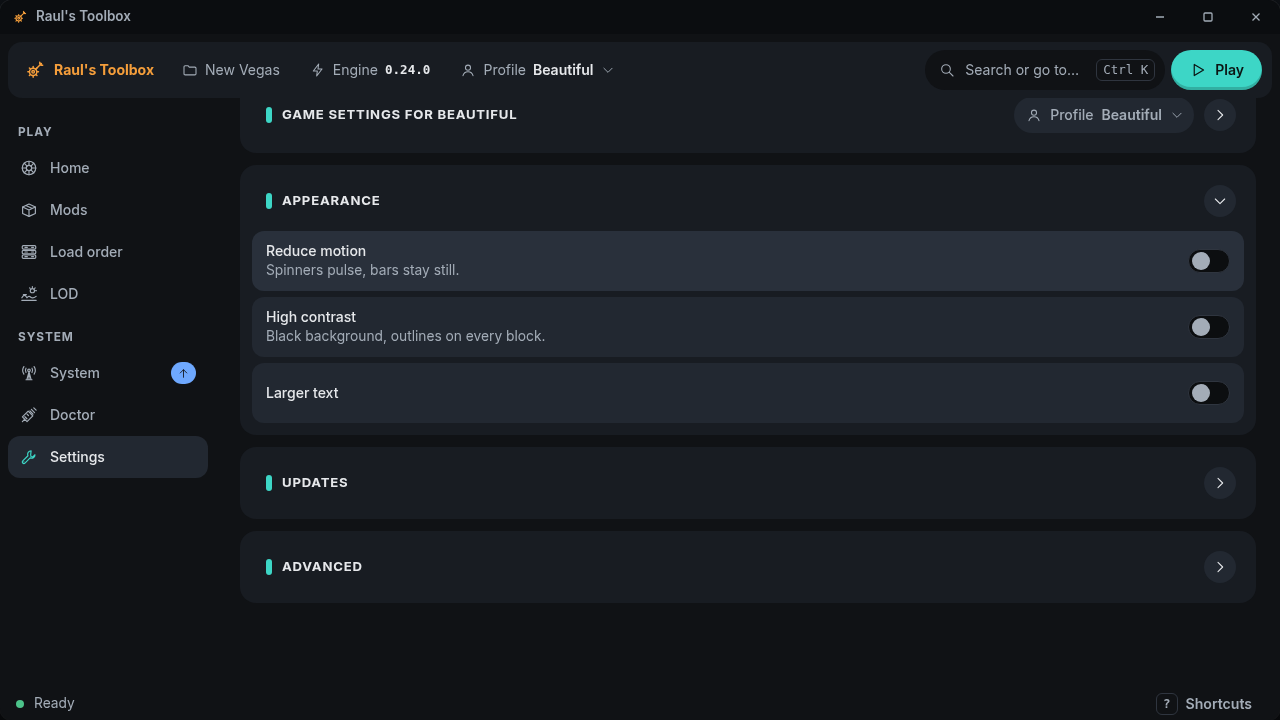 Raul's Toolbox
Raul's Toolbox New Vegas Engine 0.24.0 Profile Beautiful Search or go to... Ctrl K Play
GAME SETTINGS FOR BEAUTIFUL Profile Beautiful
PLAY
Home
Mods
Load order
LOD
SYSTEM
System
Doctor
Settings
APPEARANCE
Reduce motion
Spinners pulse, bars stay still.
High contrast
Black background, outlines on every block.
Larger text
UPDATES
ADVANCED
Ready
? Shortcuts